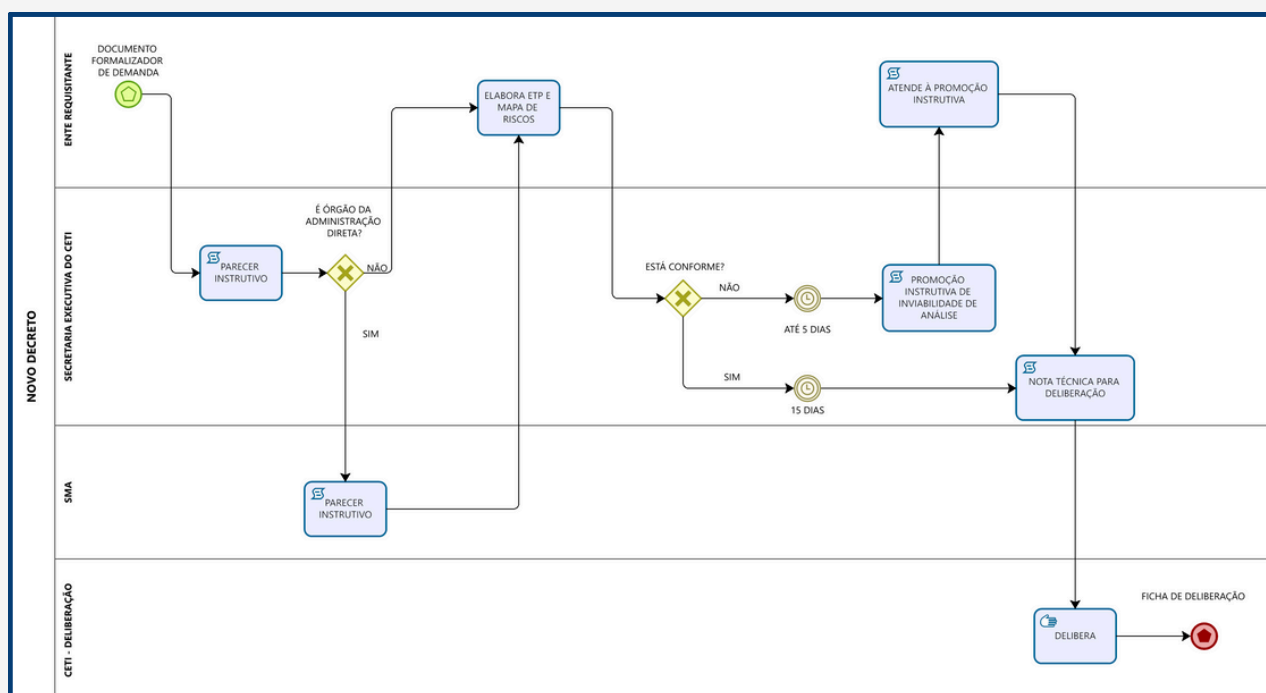 NOVO DECRETO
ENTE REQUISITANTE
DOCUMENTO
FORMALIZADOR
DE DEMANDA
ELABORA ETP E
MAPA DE
RISCOS
ATENDE À PROMOÇÃO
INSTRUTIVA
SECRETARIA EXECUTIVA DO CETI
PARECER
INSTRUTIVO
É ÓRGÃO DA
ADMINISTRAÇÃO
DIRETA?
NÃO
SIM
ESTÁ CONFORME?
NÃO
ATÉ 5 DIAS
PROMOÇÃO
INSTRUTIVA DE
INVIABILIDADE DE
ANÁLISE
SIM
15 DIAS
NOTA TÉCNICA PARA
DELIBERAÇÃO
SMA
PARECER
INSTRUTIVO
CETI - DELIBERAÇÃO
DELIBERA
FICHA DE DELIBERAÇÃO